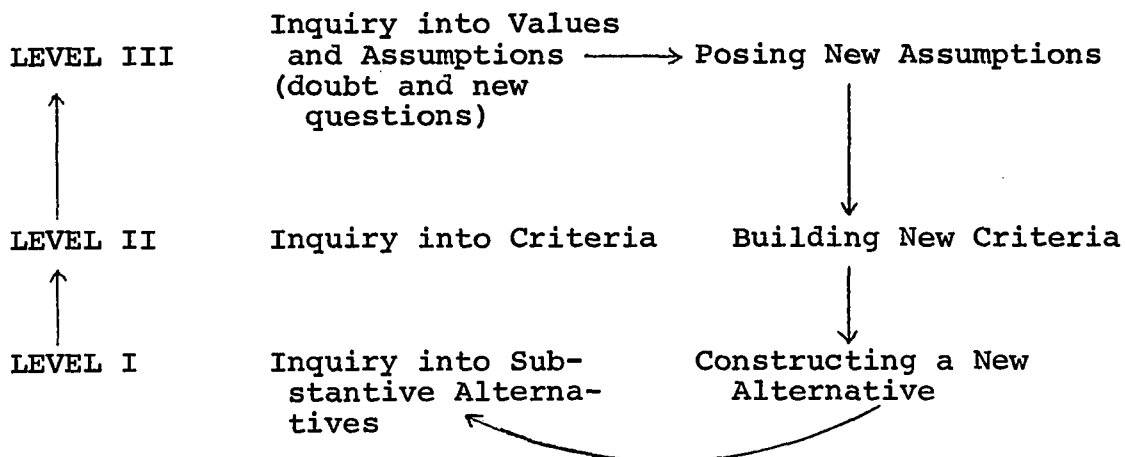 LEVEL III
Inquiry into Values
and Assumptions
(doubt and new
questions)
Posing New Assumptions
LEVEL II
Inquiry into Criteria
Building New Criteria
LEVEL I
Inquiry into Sub-
stantive Alterna-
tives
Constructing a New
Alternative